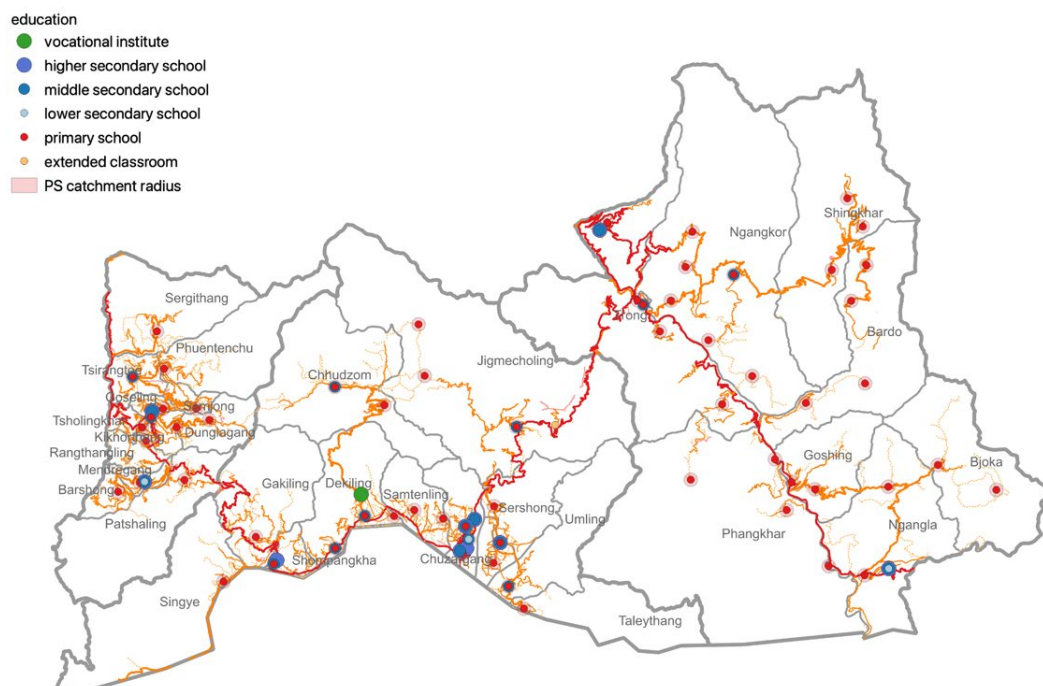 education
vocational institute
higher secondary school
middle secondary school
lower secondary school
primary school
extended classroom
PS catchment radius
Shingkhar
Ngangkor
Sergithang
Trong
Bardo
Phuentenchu
Jigmecholing
Tsirangtoe
Chhudzom
Goseling
Semjong
Tsholingkhar
Dunglagang
Kikhorthang
Rangthangling
Goshing
Mendrelgang
Bjoka
Barshong
Gakiling
Dekiling
Samtenling
Sershong
Patshaling
Umling
Ngangla
Phangkhar
Shompangkha
Chuzargang
Singye
Taleythang